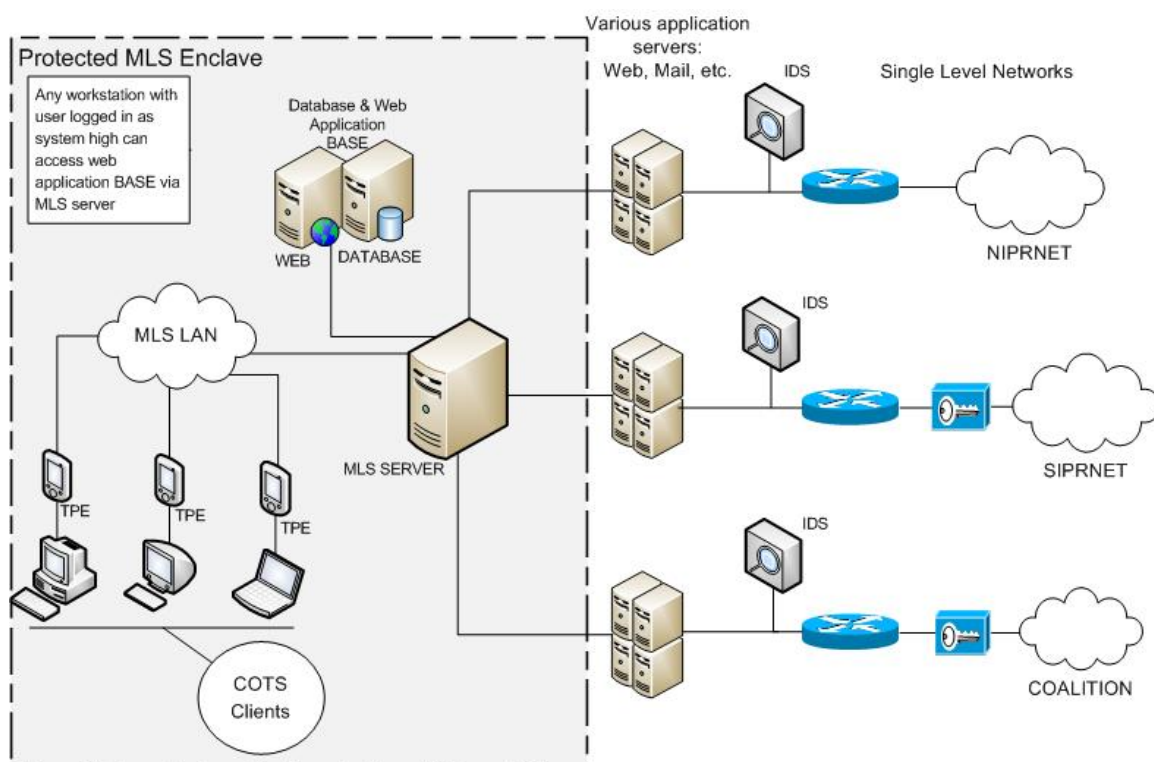 Protected MLS Enclave
Any workstation with
user logged in as
system high can
access web
application BASE via
MLS server
Database & Web
Application
BASE
WEB
DATABASE
MLS LAN
MLS SERVER
TPE
TPE
TPE
COTS
Clients
Various application
servers:
Web, Mail, etc.
IDS
Single Level Networks
NIPRNET
IDS
SIPRNET
IDS
COALITION